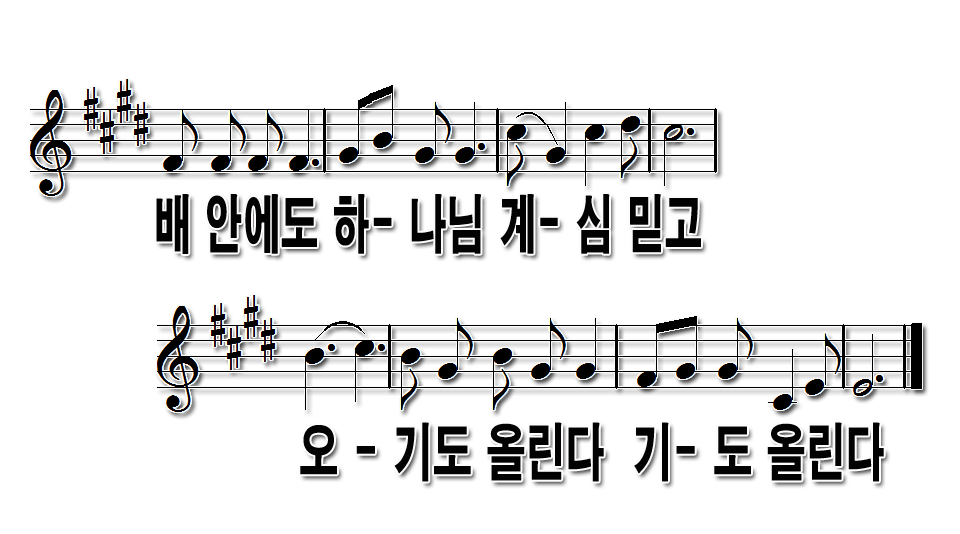 배 안에도 하- 나님 계- 심 믿고
오 - 기도 올린다 기- 도 올린다